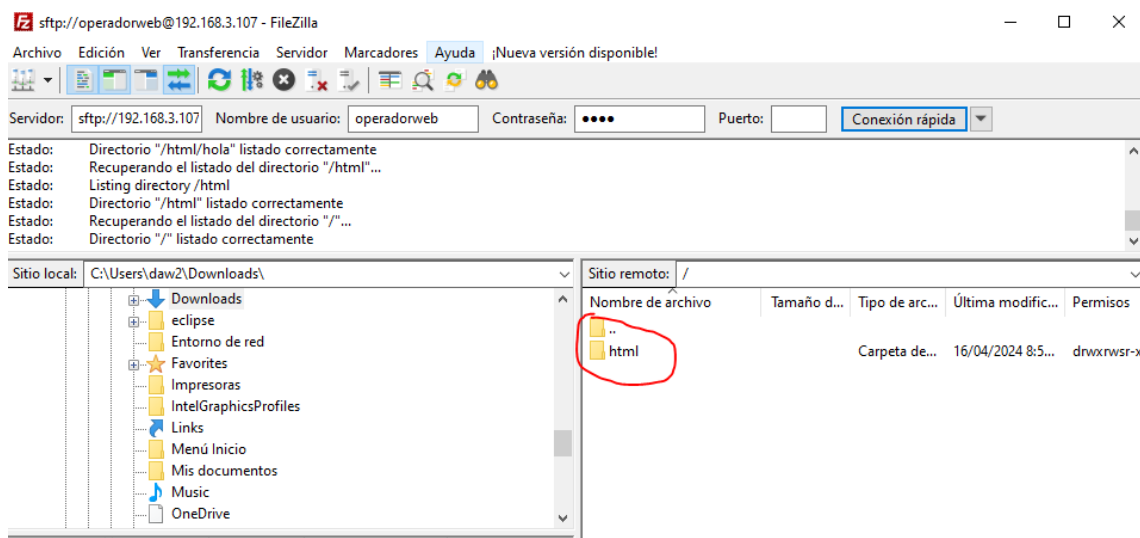 sftp://operadorweb@192.168.3.107 - FileZilla
Archivo Edición Ver Transferencia Servidor Marcadores Ayuda ¡Nueva versión disponible!
Servidor: sftp://192.168.3.107 Nombre de usuario: operadorweb Contraseña: •••• Puerto: Conexión rápida
Estado: Directorio "/html/hola" listado correctamente
Estado: Recuperando el listado del directorio "/html"...
Estado: Listing directory /html
Estado: Directorio "/html" listado correctamente
Estado: Recuperando el listado del directorio "/"...
Estado: Directorio "/" listado correctamente
Sitio local: C:\Users\daw2\Downloads\
Downloads
eclipse
Entorno de red
Favorites
Impresoras
IntelGraphicsProfiles
Links
Menú Inicio
Mis documentos
Music
OneDrive
Sitio remoto: /
Nombre de archivo Tamaño d... Tipo de arc... Última modific... Permisos
..
html Carpeta de... 16/04/2024 8:5... drwxrwsr-x